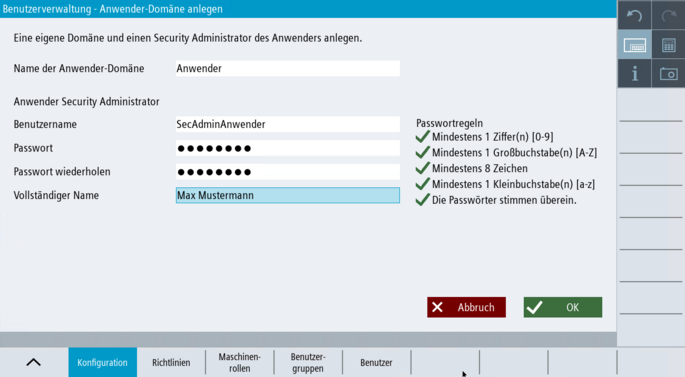 Benutzerverwaltung - Anwender-Domäne anlegen
Eine eigene Domäne und einen Security Administrator des Anwenders anlegen.
Name der Anwender-Domäne Anwender
Anwender Security Administrator
Benutzername SecAdminAnwender
Passwort ●●●●●●●●
Passwort wiederholen ●●●●●●●●
Vollständiger Name Max Mustermann
Passwortregeln
Mindestens 1 Ziffer(n) [0-9]
Mindestens 1 Großbuchstabe(n) [A-Z]
Mindestens 8 Zeichen
Mindestens 1 Kleinbuchstabe(n) [a-z]
Die Passwörter stimmen überein.
Abbruch OK
Konfiguration
Richtlinien
Maschinen-
rollen
Benutzer-
gruppen
Benutzer